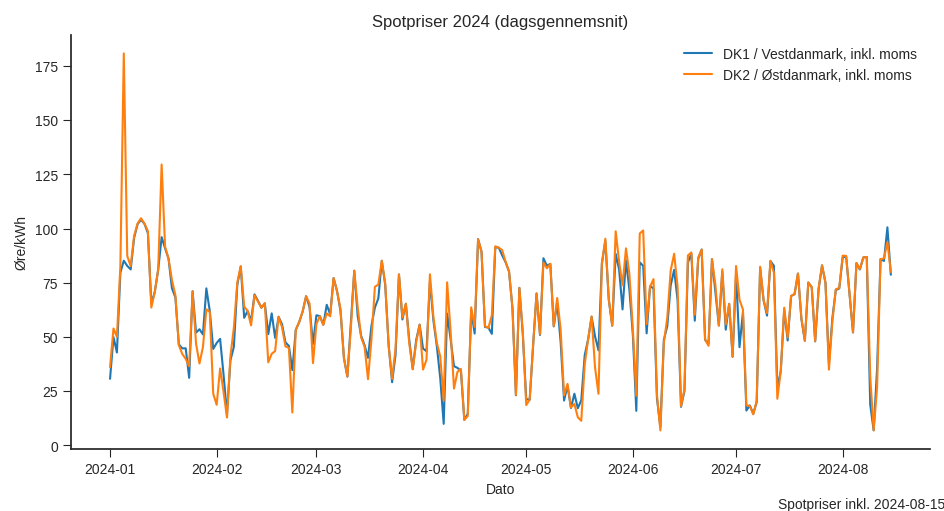 Spotpriser 2024 (dagsgennemsnit)
DK1 / Vestdanmark, inkl. moms
DK2 / Østdanmark, inkl. moms
Øre/kWh
175
150
125
100
75
50
25
0
2024-01 2024-02 2024-03 2024-04 2024-05 2024-06 2024-07 2024-08
Dato
Spotpriser inkl. 2024-08-15